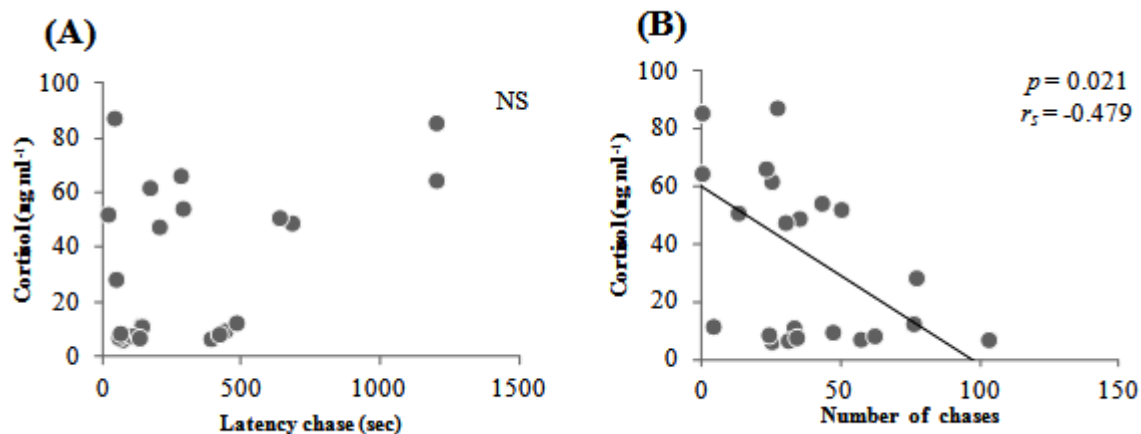 (A)
NS
100
80
60
40
20
0
Cortisol (ng ml-1)
0 500 1000 1500
Latency chase (sec)
(B)
p = 0.021
rs = -0.479
100
80
60
40
20
0
Cortisol (ng ml-1)
0 50 100 150
Number of chases